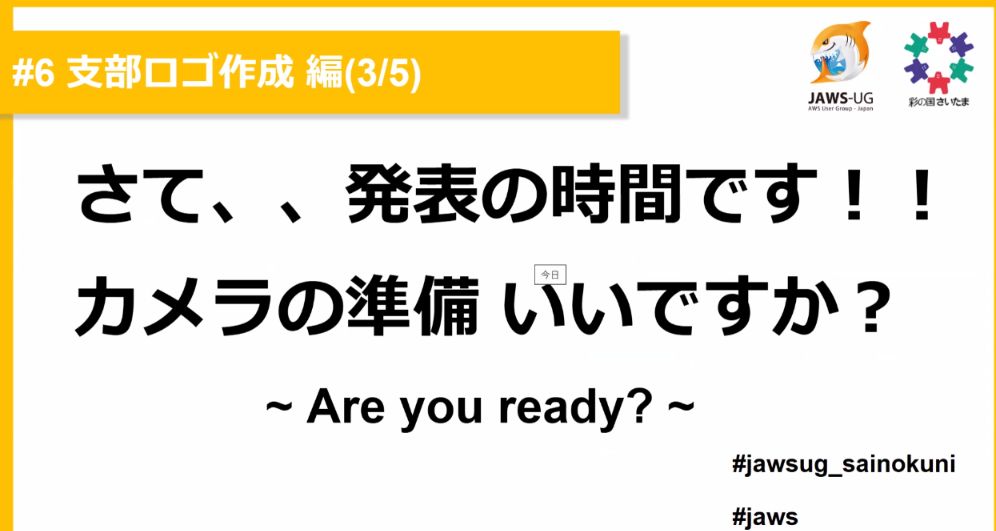 #6 支部ロゴ作成 編(3/5)
JAWS-UG
AWS User Group - Japan
彩の国 さいたま
さて、、発表の時間です！！
今日
カメラの準備 いいですか？
~ Are you ready? ~
#jawsug_sainokuni
#jaws